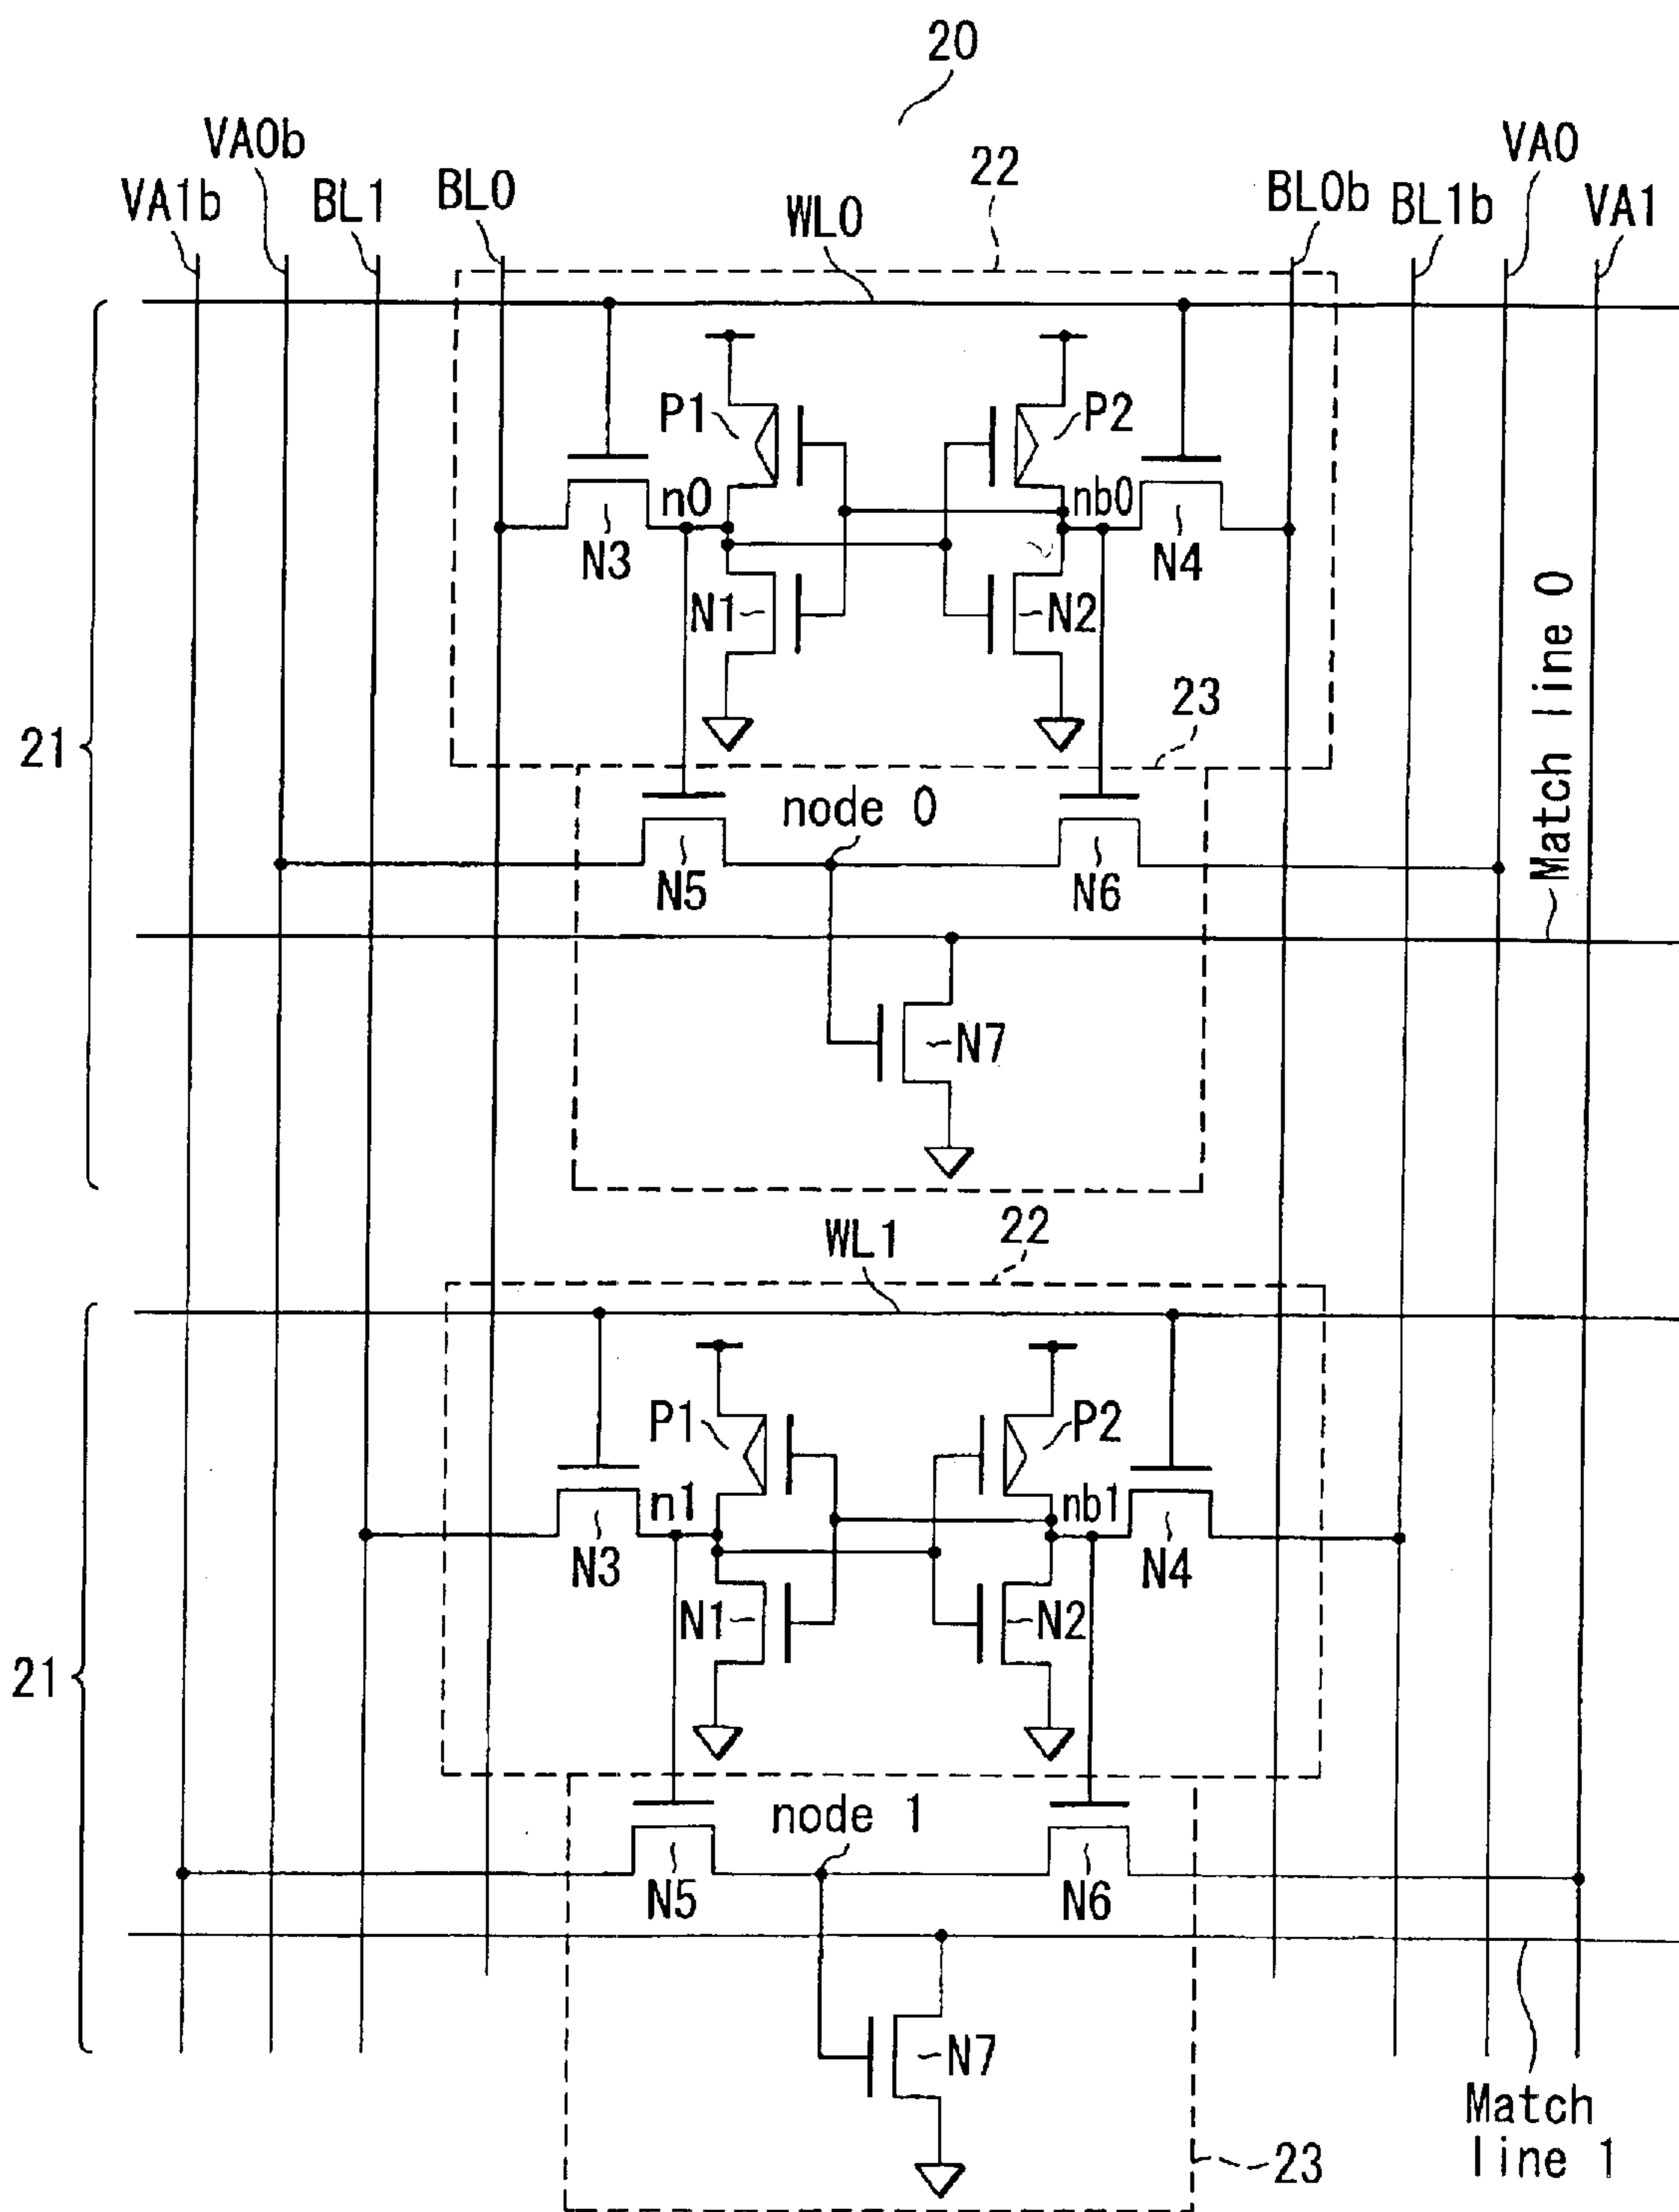 20
VA0b
VA0
22
VA1b
BL1
BL0
BL0b
BL1b
VA1
WL0
P1
P2
n0
nb0
N3
N4
N1
N2
Match line 0
23
21
node 0
N5
N6
N7
22
WL1
P1
P2
n1
nb1
N3
N4
N1
N2
21
node 1
N5
N6
N7
Match
line 1
23